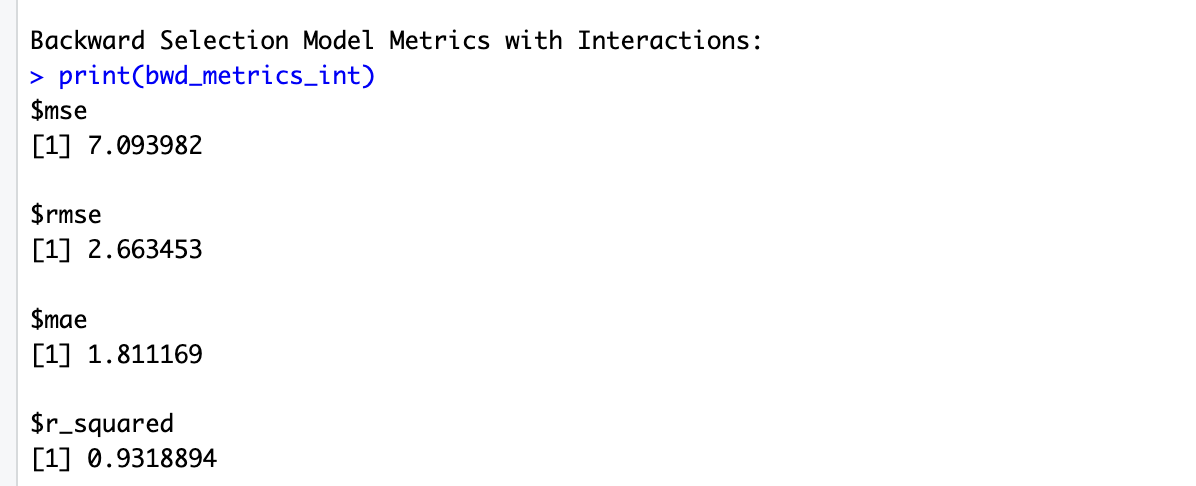 Backward Selection Model Metrics with Interactions:
> print(bwd_metrics_int)
$mse
[1] 7.093982
$rmse
[1] 2.663453
$mae
[1] 1.811169
$r_squared
[1] 0.9318894